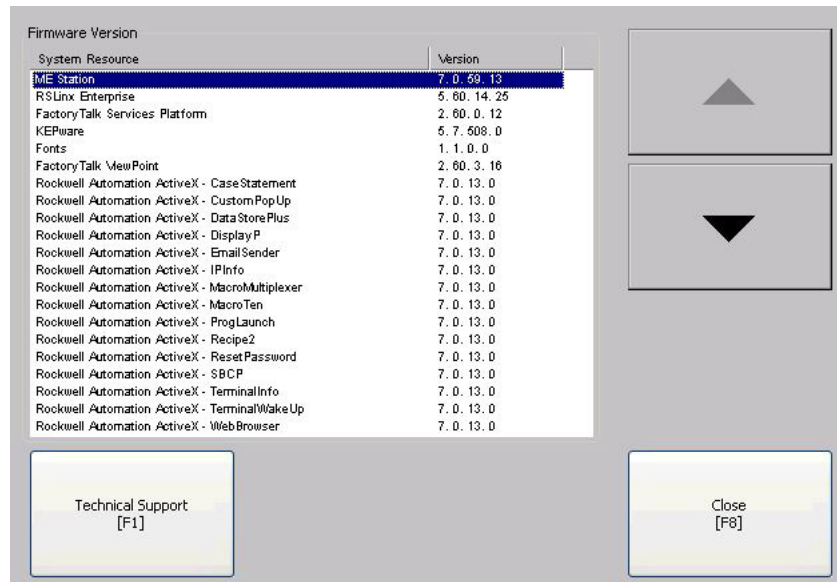 Firmware Version
System Resource Version
ME Station 7. 0. 59. 13
RSLinx Enterprise 5. 60. 14. 25
FactoryTalk Services Platform 2. 60. 0. 12
KEPware 5. 7. 508. 0
Fonts 1. 1. 0. 0
FactoryTalk ViewPoint 2. 60. 3. 16
Rockwell Automation ActiveX - CaseStatement 7. 0. 13. 0
Rockwell Automation ActiveX - CustomPopUp 7. 0. 13. 0
Rockwell Automation ActiveX - DataStorePlus 7. 0. 13. 0
Rockwell Automation ActiveX - DisplayP 7. 0. 13. 0
Rockwell Automation ActiveX - EmailSender 7. 0. 13. 0
Rockwell Automation ActiveX - IPInfo 7. 0. 13. 0
Rockwell Automation ActiveX - MacroMultiplexer 7. 0. 13. 0
Rockwell Automation ActiveX - MacroTen 7. 0. 13. 0
Rockwell Automation ActiveX - ProgLaunch 7. 0. 13. 0
Rockwell Automation ActiveX - Recipe2 7. 0. 13. 0
Rockwell Automation ActiveX - ResetPassword 7. 0. 13. 0
Rockwell Automation ActiveX - SBCP 7. 0. 13. 0
Rockwell Automation ActiveX - TerminalInfo 7. 0. 13. 0
Rockwell Automation ActiveX - TerminalWakeUp 7. 0. 13. 0
Rockwell Automation ActiveX - WebBrowser 7. 0. 13. 0
Technical Support
[F1]
Close
[F8]